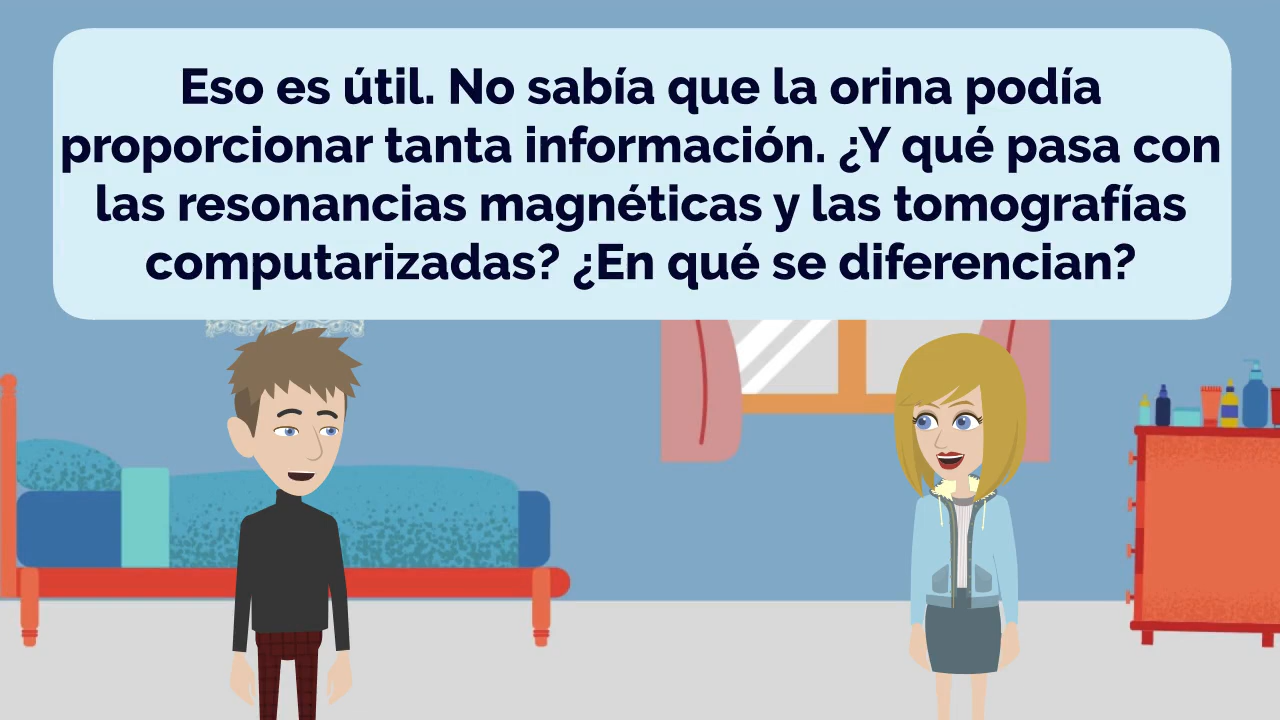 Eso es útil. No sabía que la orina podía
proporcionar tanta información. ¿Y qué pasa con
las resonancias magnéticas y las tomografías
computarizadas? ¿En qué se diferencian?